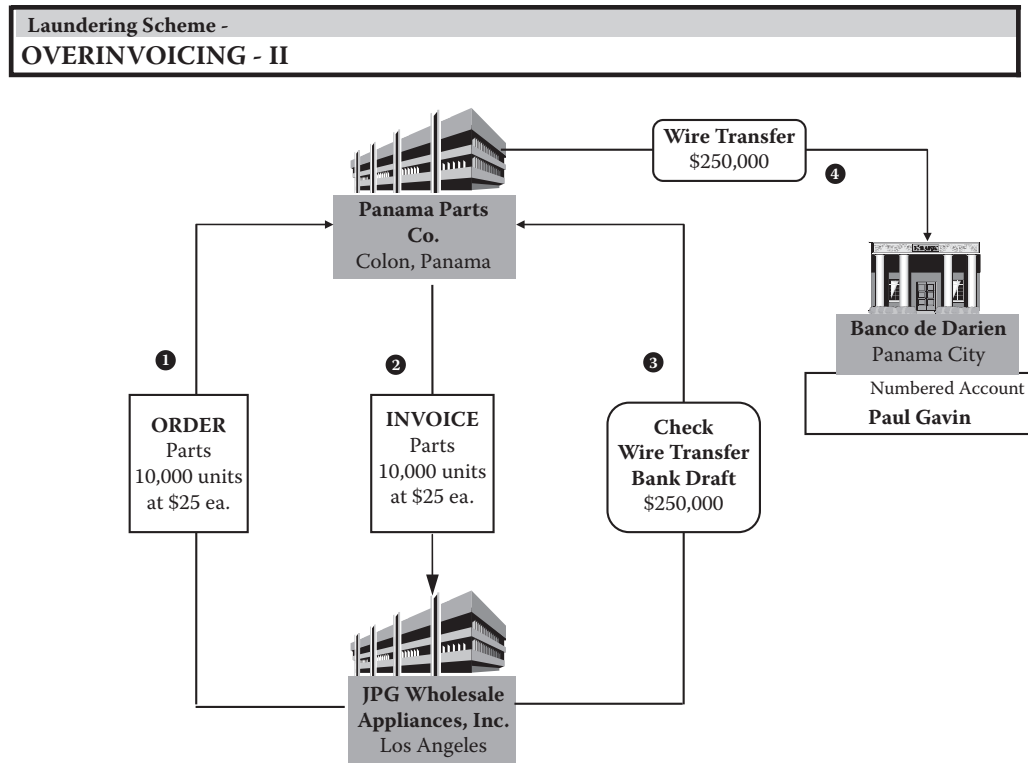 Laundering Scheme -
OVERINVOICING - II
Wire Transfer
$250,000
4
Panama Parts
Co.
Colon, Panama
BANK
Banco de Darien
Panama City
Numbered Account
Paul Gavin
1
2
3
ORDER
Parts
10,000 units
at $25 ea.
INVOICE
Parts
10,000 units
at $25 ea.
Check
Wire Transfer
Bank Draft
$250,000
JPG Wholesale
Appliances, Inc.
Los Angeles